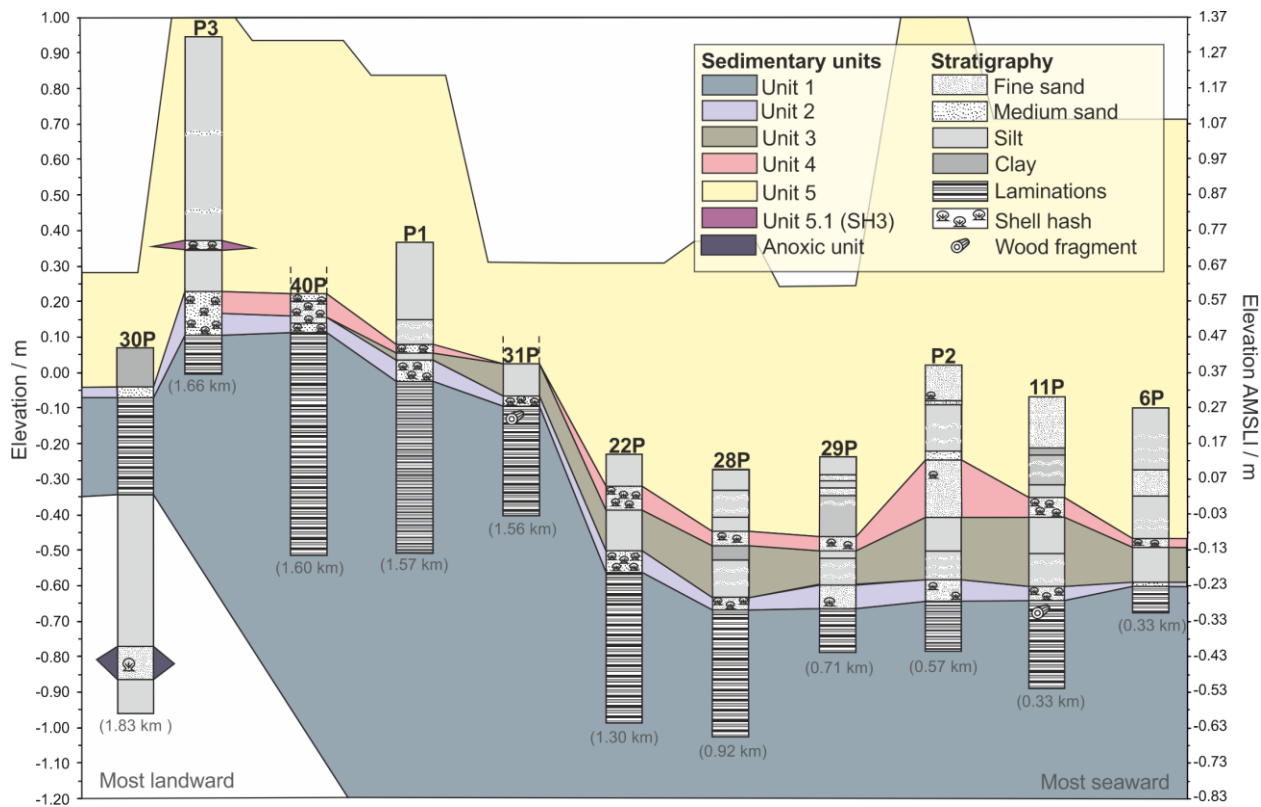 1.00
0.90
0.80
0.70
0.60
0.50
0.40
0.30
0.20
0.10
0.00
-0.10
-0.20
-0.30
-0.40
-0.50
-0.60
-0.70
-0.80
-0.90
-1.00
-1.10
-1.20
Elevation / m
P3
(1.66 km)
30P
(1.83 km )
40P
(1.60 km)
P1
(1.57 km)
31P
(1.56 km)
22P
(1.30 km)
28P
(0.92 km)
29P
(0.71 km)
P2
(0.57 km)
11P
(0.33 km)
6P
(0.33 km)
Most landward
Most seaward
Sedimentary units
Unit 1
Unit 2
Unit 3
Unit 4
Unit 5
Unit 5.1 (SH3)
Anoxic unit
Stratigraphy
Fine sand
Medium sand
Silt
Clay
Laminations
Shell hash
Wood fragment
1.37
1.27
1.17
1.07
0.97
0.87
0.77
0.67
0.57
0.47
0.37
0.27
0.17
0.07
-0.03
-0.13
-0.23
-0.33
-0.43
-0.53
-0.63
-0.73
-0.83
Elevation AMSLI / m